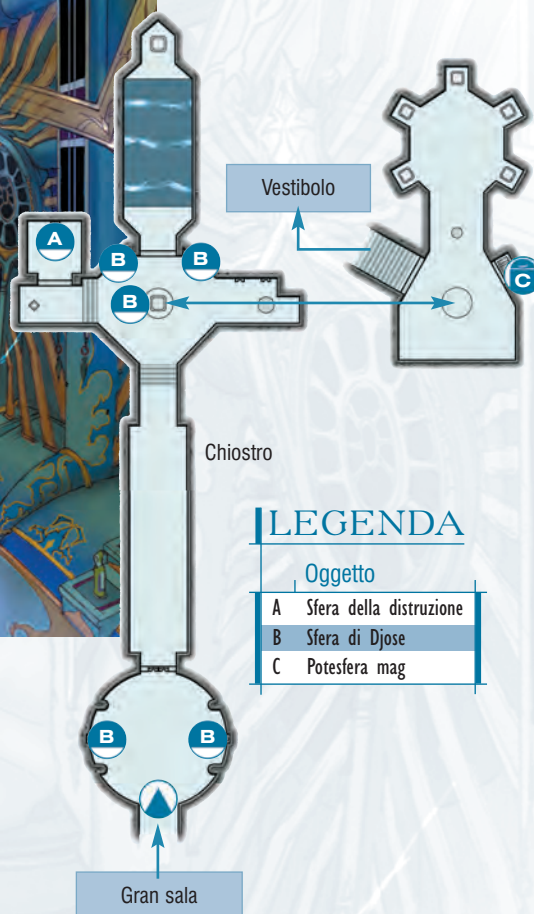 Vestibolo
A
B
B
B
C
Chiostro
LEGENDA
Oggetto
A Sfera della distruzione
B Sfera di Djose
C Potesfera mag
B
B
Gran sala